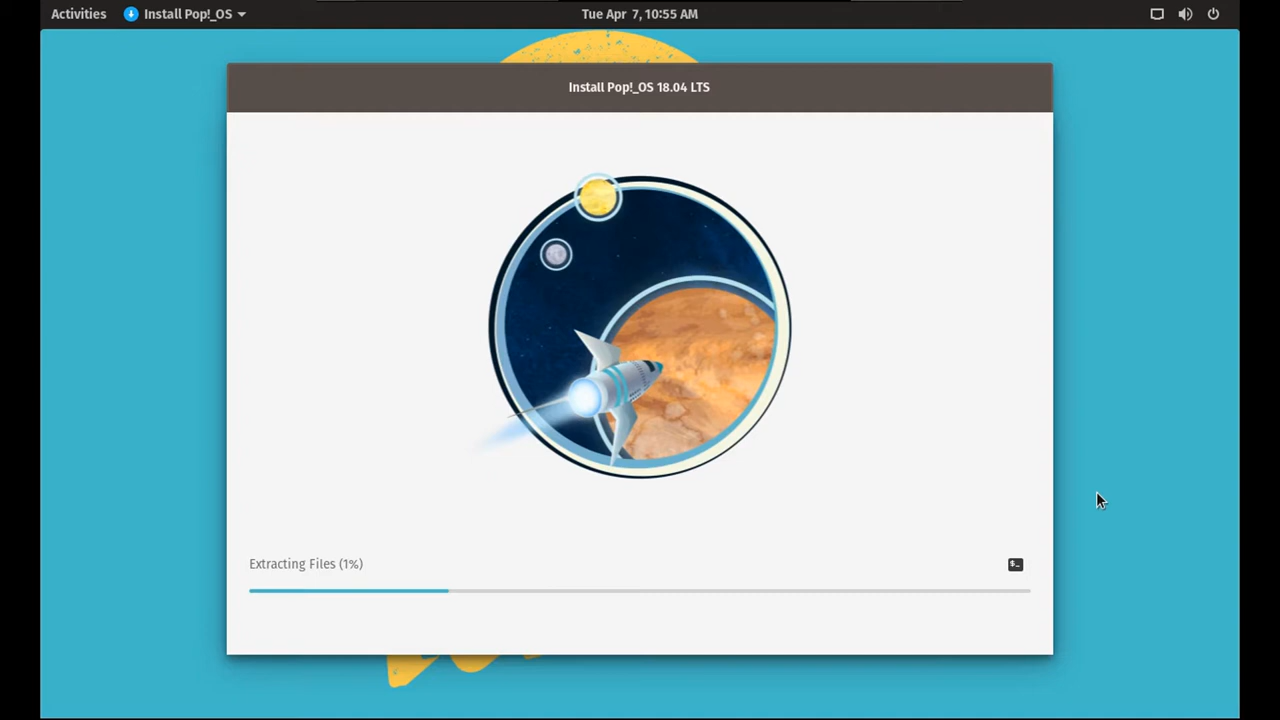 Activities
Install Pop!_OS
Tue Apr 7, 10:55 AM
Install Pop!_OS 18.04 LTS
Extracting Files (1%)
$_